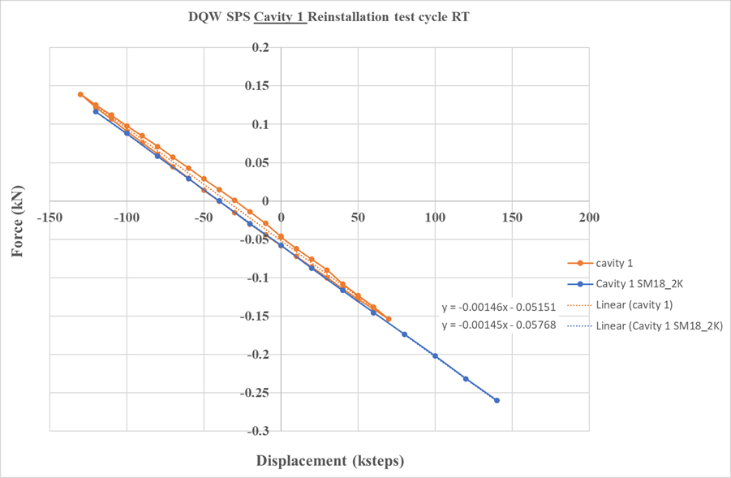 DQW SPS Cavity 1 Reinstallation test cycle RT
0.2
0.15
0.1
0.05
0
-0.05
-0.1
-0.15
-0.2
-0.25
-0.3
-150
-100
-50
0
50
100
150
200
Force (kN)
Displacement (ksteps)
cavity 1
Cavity 1 SM18_2K
Linear (cavity 1)
Linear (Cavity 1 SM18_2K)
y = -0.00146x - 0.05151
y = -0.00145x - 0.05768